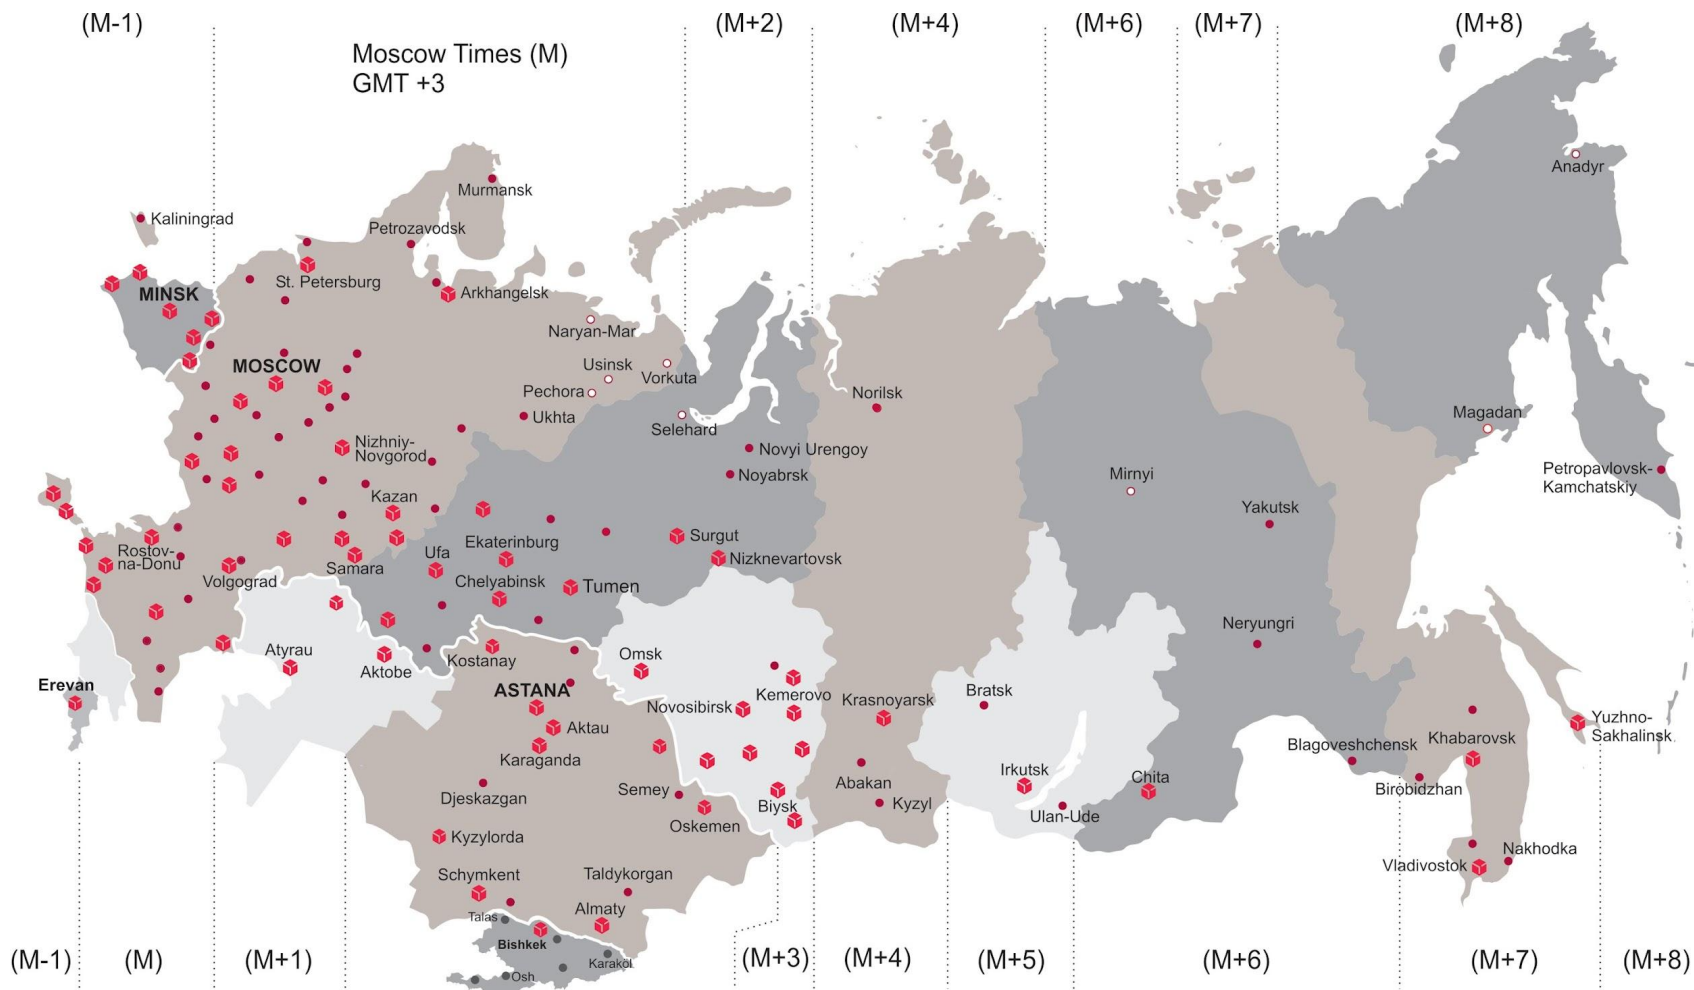 (M-1)
(M+2)
(M+4)
(M+6)
(M+7)
(M+8)
Moscow Times (M)
GMT +3
Murmansk
Anadyr
Kaliningrad
Petrozavodsk
St. Petersburg
MINSK
Arkhangelsk
Naryan-Mar
MOSCOW
Usinsk
Vorkuta
Pechora
Norilsk
Ukhta
Selehard
Magadan
Nizhniy-
Novgorod
Novyi Urengoy
Noyabrsk
Mirnyi
Petropavlovsk-
Kamchatskiy
Kazan
Yakutsk
Rostov-
na-Donu
Ufa
Ekaterinburg
Surgut
Nizknevartovsk
Samara
Volgograd
Chelyabinsk
Tumen
Neryungri
Atyrau
Aktobe
Kostanay
Omsk
Erevan
ASTANA
Novosibirsk
Kemerovo
Krasnoyarsk
Bratsk
Aktau
Karaganda
Yuzhno-
Sakhalinsk
Blagoveshchensk
Khabarovsk
Djeskazgan
Semey
Biysk
Abakan
Kyzyl
Irkutsk
Chita
Birobidzhan
Ulan-Ude
Oskemen
Kyzylorda
Schymkent
Taldykorgan
Vladivostok
Nakhodka
Almaty
Talas
Bishkek
Karakol
Osh
(M-1)
(M)
(M+1)
(M+3)
(M+4)
(M+5)
(M+6)
(M+7)
(M+8)